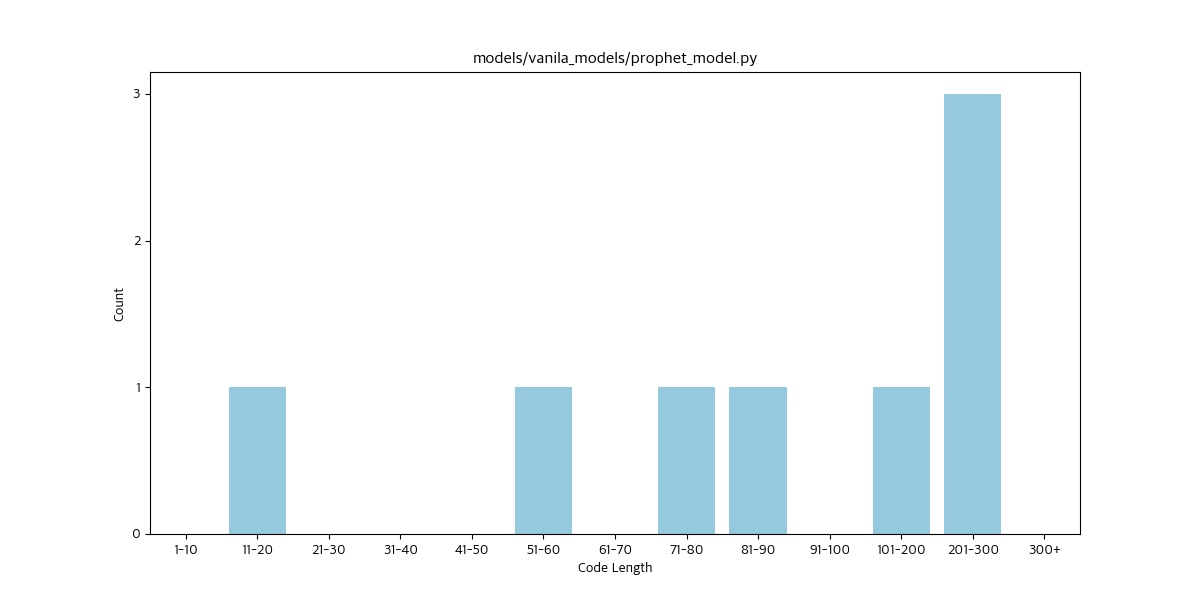 models/vanila_models/prophet_model.py
3
2
1
0
Count
1-10 11-20 21-30 31-40 41-50 51-60 61-70 71-80 81-90 91-100 101-200 201-300 300+
Code Length